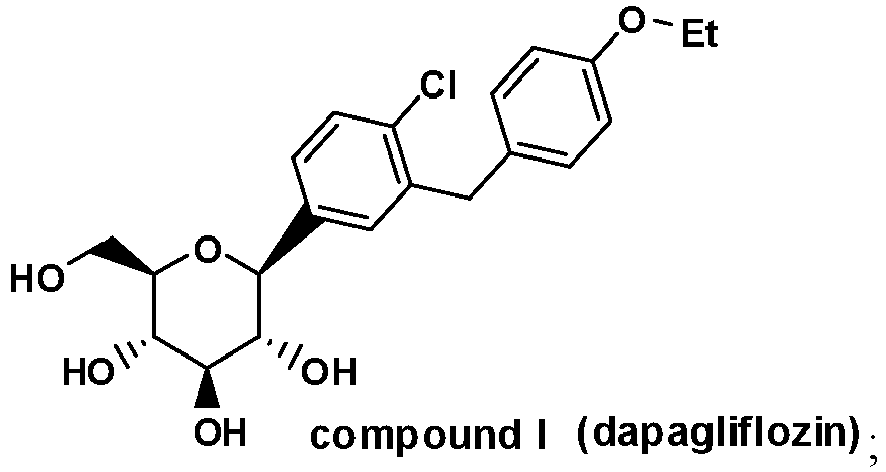 O
Et
Cl
O
HO
HO
OH
OH
compound I (dapagliflozin);